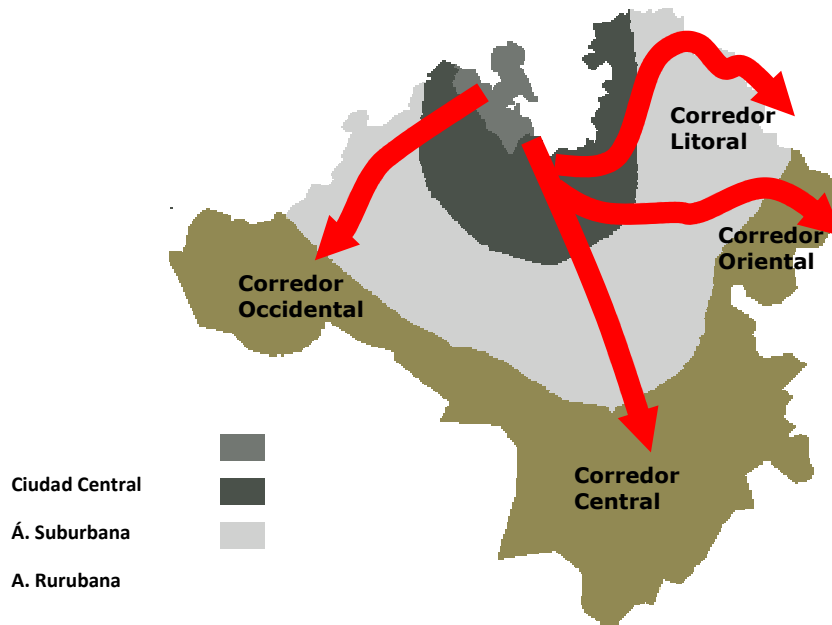 Corredor
Litoral
Corredor
Oriental
Corredor
Occidental
Corredor
Central
Ciudad Central
Á. Suburbana
A. Rurubana